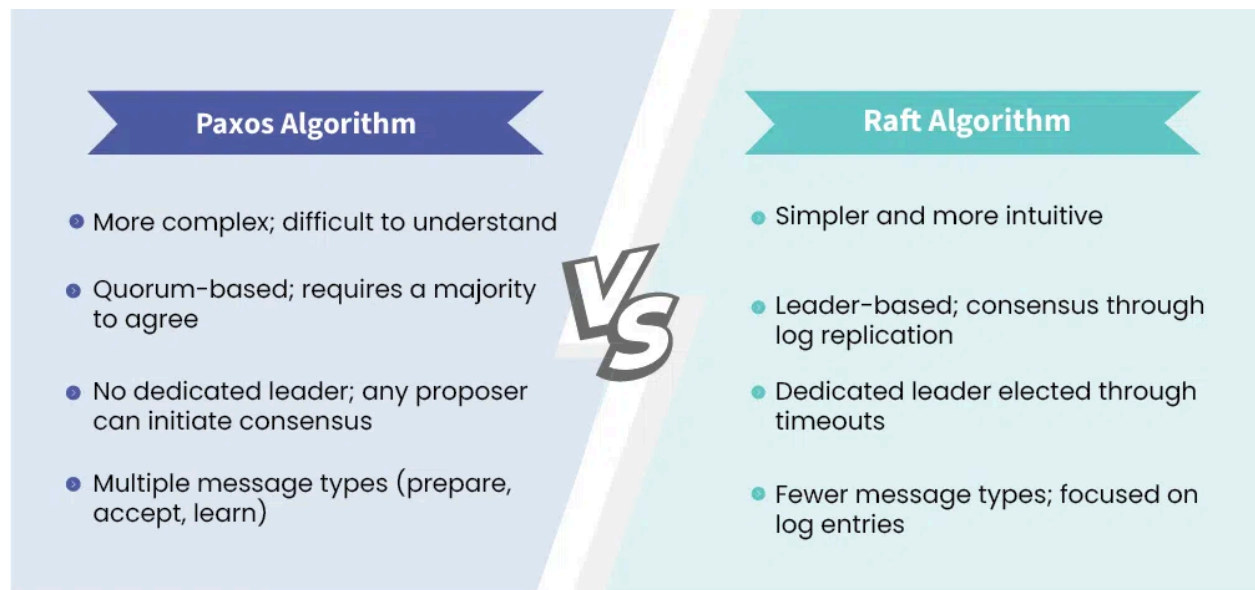 Paxos Algorithm
More complex; difficult to understand
Quorum-based; requires a majority
to agree
No dedicated leader; any proposer
can initiate consensus
Multiple message types (prepare,
accept, learn)
VS
Raft Algorithm
Simpler and more intuitive
Leader-based; consensus through
log replication
Dedicated leader elected through
timeouts
Fewer message types; focused on
log entries